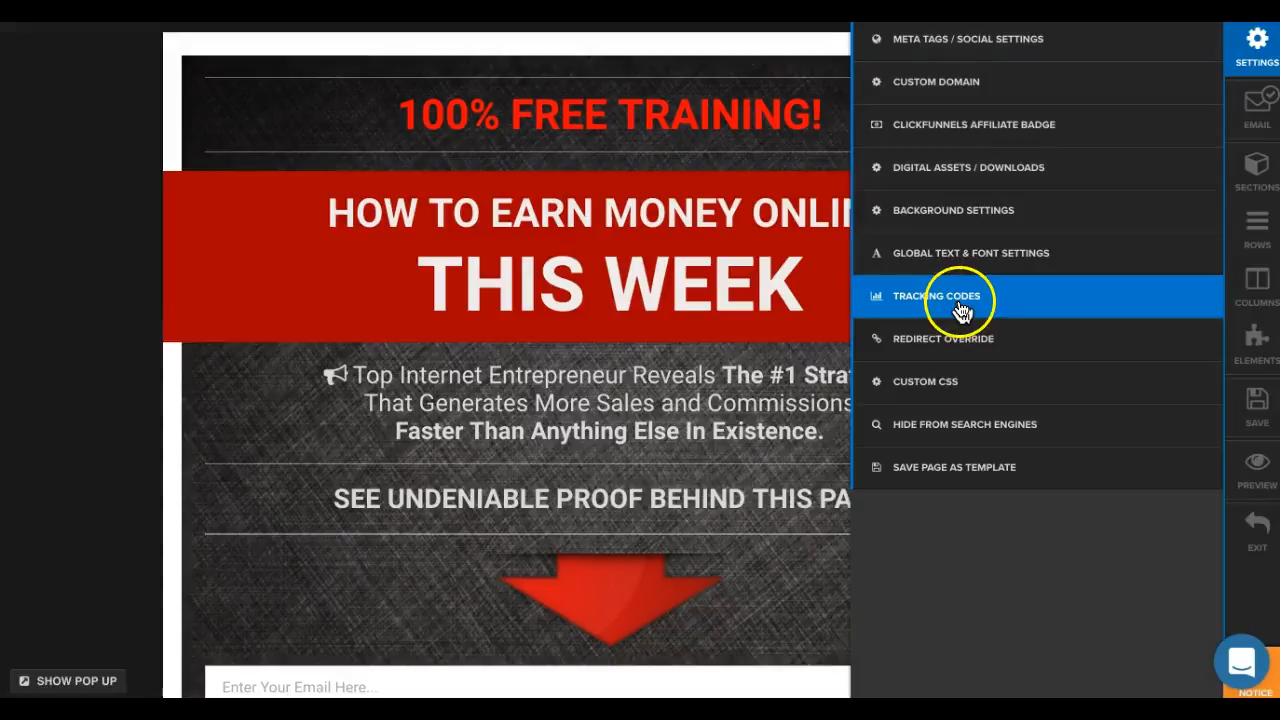 100% FREE TRAINING!
HOW TO EARN MONEY ONLIN
THIS WEEK
Top Internet Entrepreneur Reveals The #1 Stra
That Generates More Sales and Commissions
Faster Than Anything Else In Existence.
SEE UNDENIABLE PROOF BEHIND THIS PA
Enter Your Email Here...
SHOW POP UP
META TAGS / SOCIAL SETTINGS
CUSTOM DOMAIN
CLICKFUNNELS AFFILIATE BADGE
DIGITAL ASSETS / DOWNLOADS
BACKGROUND SETTINGS
GLOBAL TEXT & FONT SETTINGS
TRACKING CODES
REDIRECT OVERRIDE
CUSTOM CSS
HIDE FROM SEARCH ENGINES
SAVE PAGE AS TEMPLATE
SETTINGS
EMAIL
SECTIONS
ROWS
COLUMNS
ELEMENTS
SAVE
PREVIEW
EXIT
NOTICE